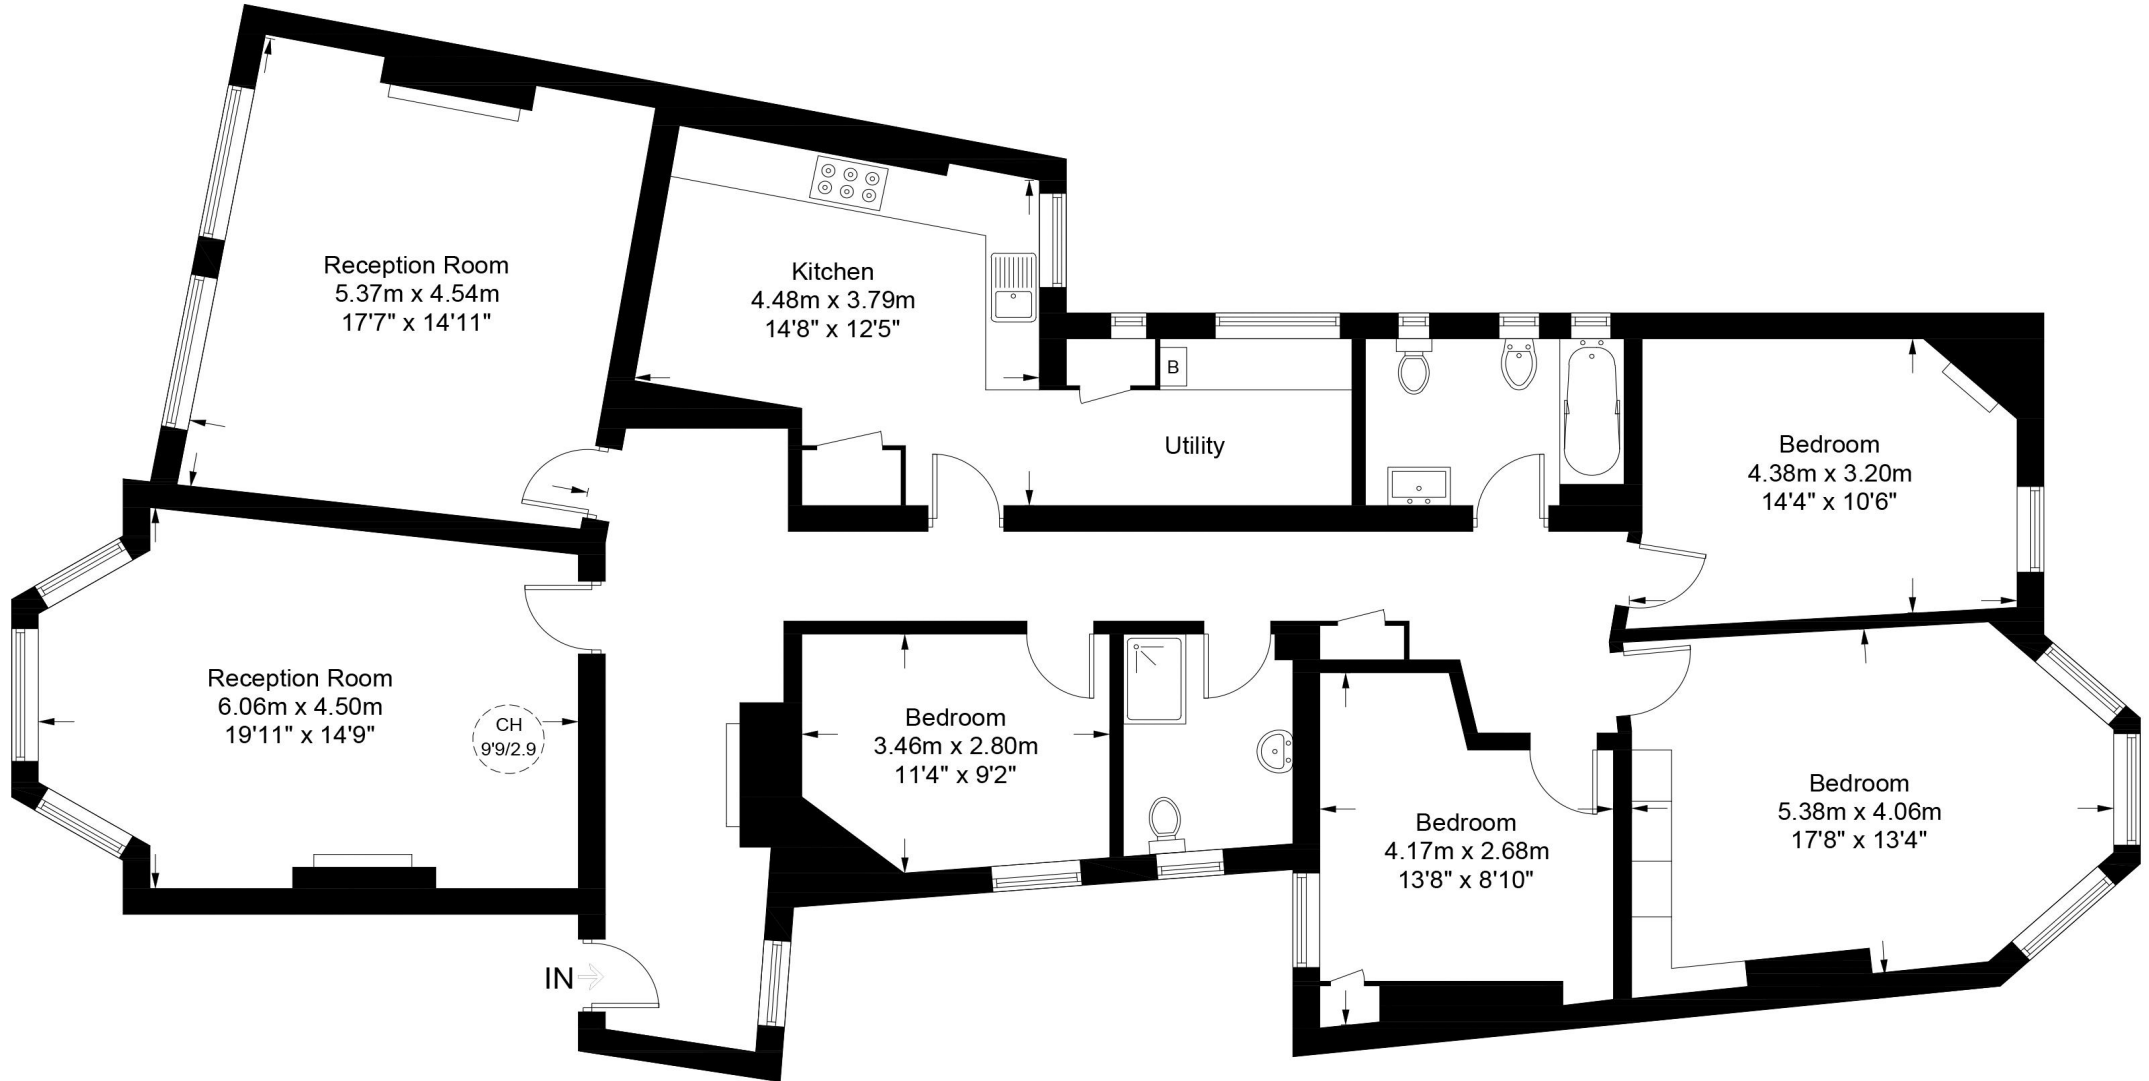 Reception Room
5.37m x 4.54m
17'7" x 14'11"
Kitchen
4.48m x 3.79m
14'8" x 12'5"
B
Utility
Bedroom
4.38m x 3.20m
14'4" x 10'6"
Reception Room
6.06m x 4.50m
19'11" x 14'9"
CH
9'9/2.9
Bedroom
3.46m x 2.80m
11'4" x 9'2"
Bedroom
4.17m x 2.68m
13'8" x 8'10"
Bedroom
5.38m x 4.06m
17'8" x 13'4"
IN